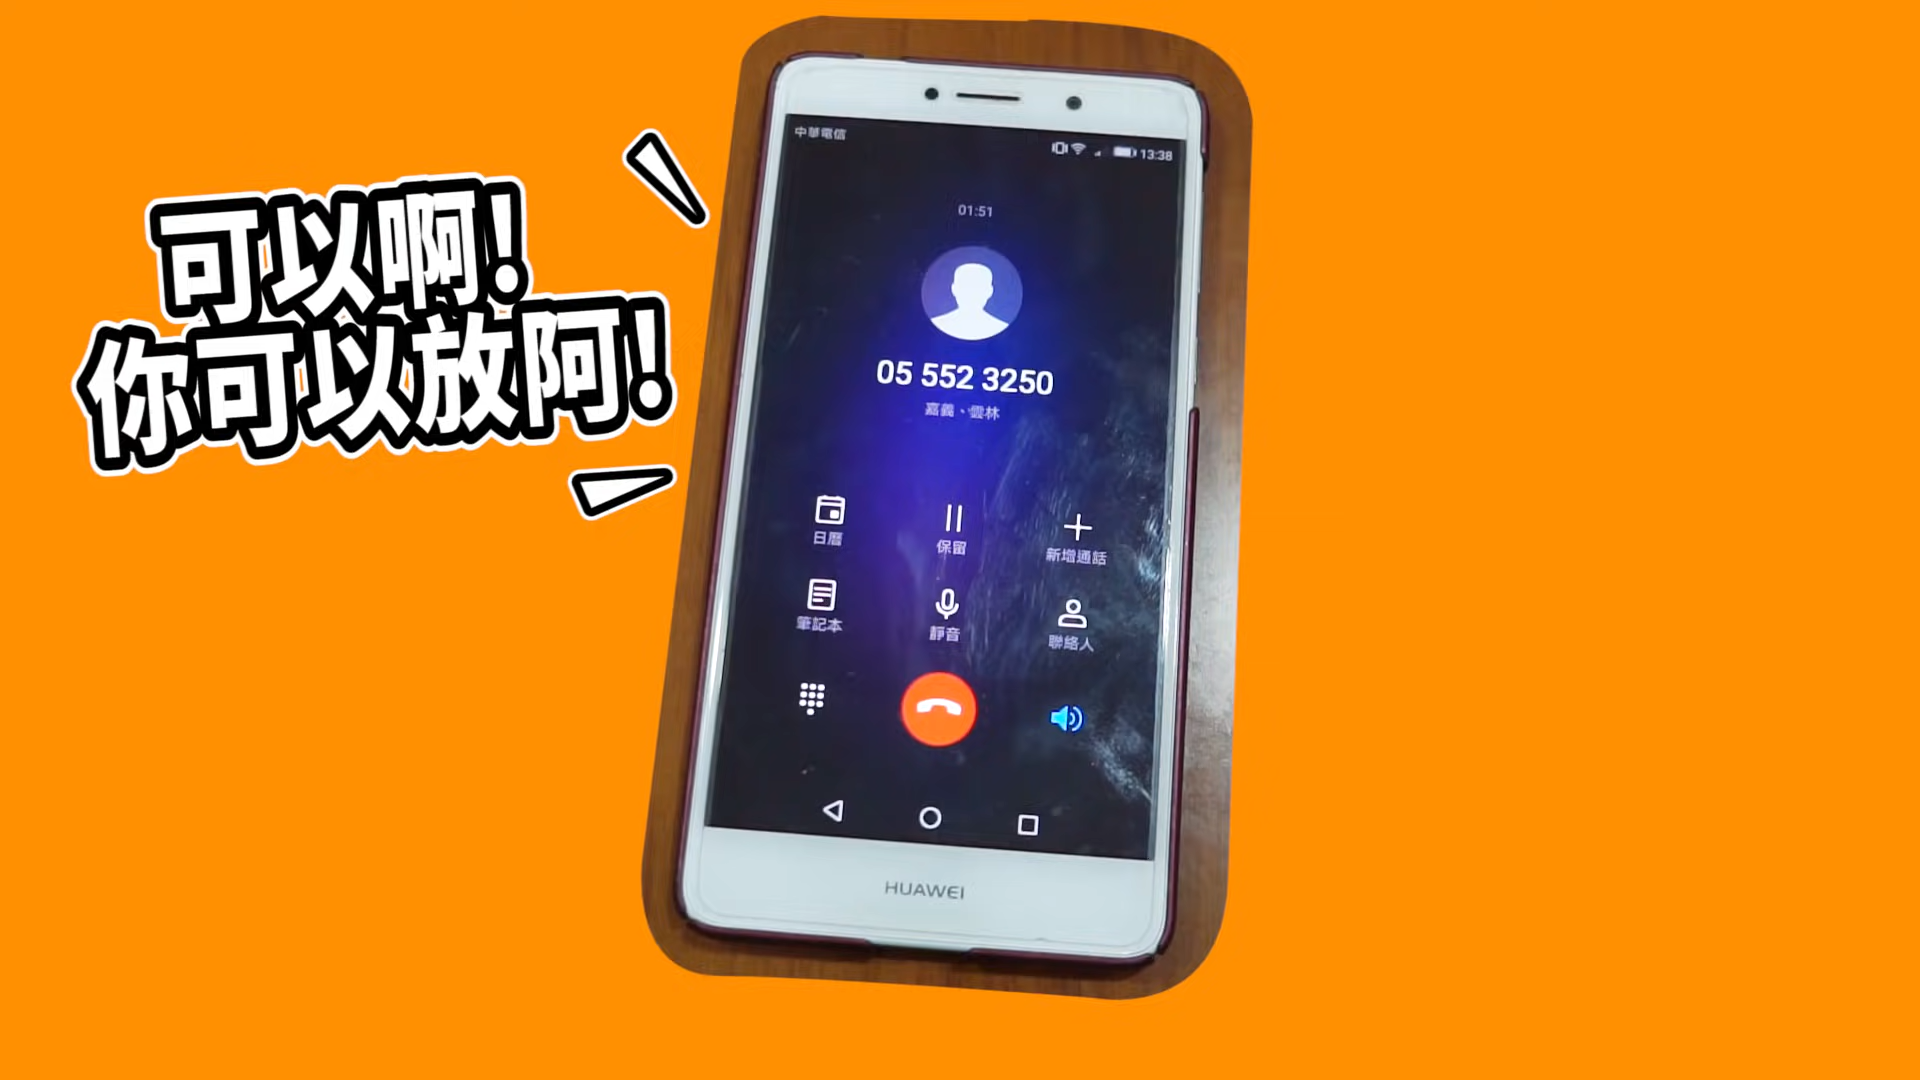 可以啊!
你可以放阿!
中華電信
13:38
01:51
05 552 3250
嘉義、雲林
日曆
保留
新增通話
筆記本
靜音
聯絡人
HUAWEI